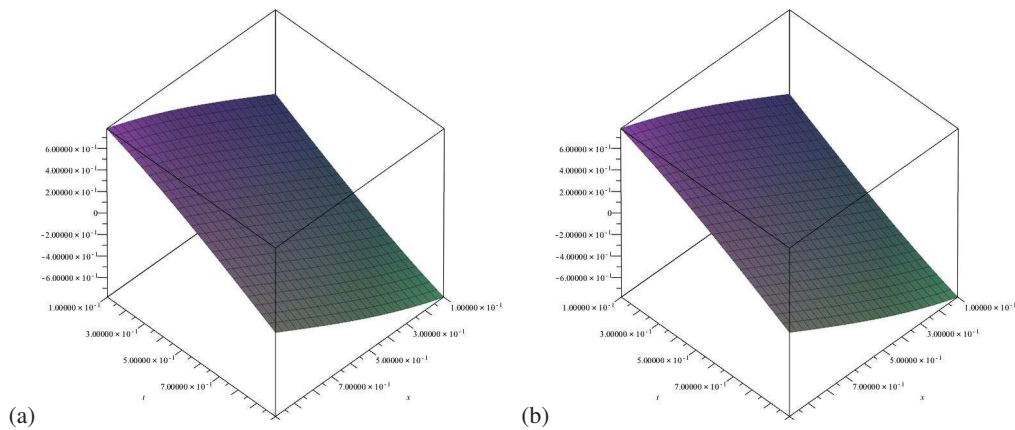 6.00000 × 10⁻¹
4.00000 × 10⁻¹
2.00000 × 10⁻¹
0
-2.00000 × 10⁻¹
-4.00000 × 10⁻¹
-6.00000 × 10⁻¹
1.00000 × 10⁻¹
3.00000 × 10⁻¹
5.00000 × 10⁻¹
7.00000 × 10⁻¹
t
1.00000 × 10⁻¹
3.00000 × 10⁻¹
5.00000 × 10⁻¹
7.00000 × 10⁻¹
x
(a)
6.00000 × 10⁻¹
4.00000 × 10⁻¹
2.00000 × 10⁻¹
0
-2.00000 × 10⁻¹
-4.00000 × 10⁻¹
-6.00000 × 10⁻¹
1.00000 × 10⁻¹
3.00000 × 10⁻¹
5.00000 × 10⁻¹
7.00000 × 10⁻¹
t
1.00000 × 10⁻¹
3.00000 × 10⁻¹
5.00000 × 10⁻¹
7.00000 × 10⁻¹
x
(b)